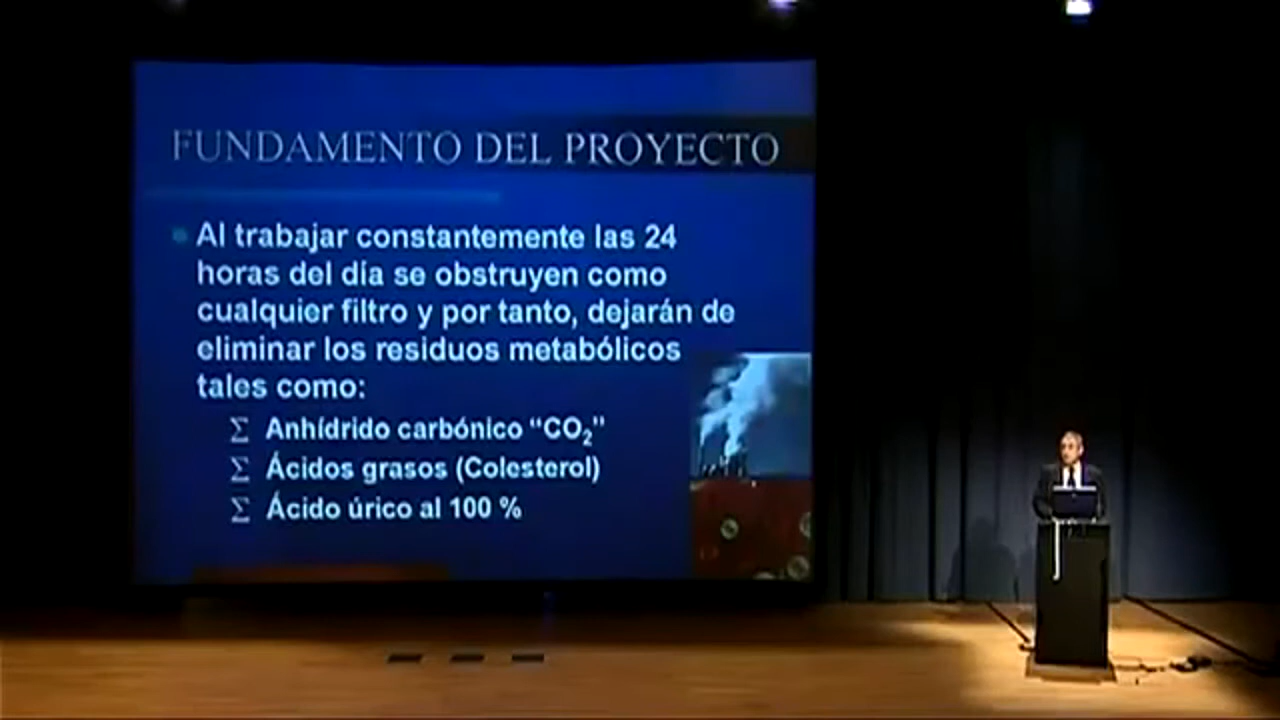 FUNDAMENTO DEL PROYECTO
Al trabajar constantemente las 24
horas del día se obstruyen como
cualquier filtro y por tanto, dejarán de
eliminar los residuos metabólicos
tales como:
Σ Anhídrido carbónico “CO₂”
Σ Ácidos grasos (Colesterol)
Σ Ácido úrico al 100 %